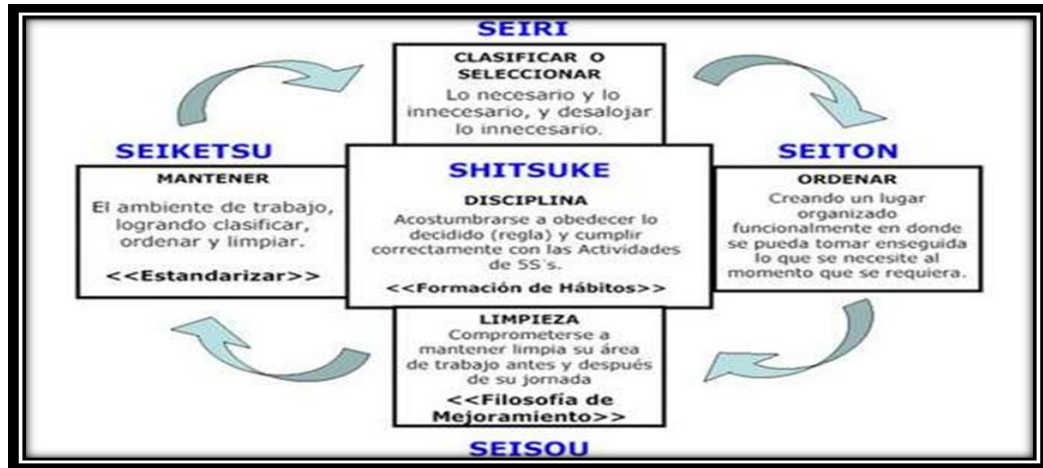 SEIRI
CLASIFICAR O
SELECCIONAR
Lo necesario y lo
innecesario, y desalojar
lo innecesario.
SEIKETSU
MANTENER
El ambiente de trabajo,
logrando clasificar,
ordenar y limpiar.
<<Estandarizar>>
SHITSUKE
DISCIPLINA
Acostumbrarse a obedecer lo
decidido (regla) y cumplir
correctamente con las Actividades
de 5S´s.
<<Formación de Hábitos>>
SEITON
ORDENAR
Creando un lugar
organizado
funcionalmente en donde
se pueda tomar enseguida
lo que se necesite al
momento que se requiera.
LIMPIEZA
Comprometerse a
mantener limpia su área
de trabajo antes y después
de su jornada
<<Filosofía de
Mejoramiento>>
SEISOU